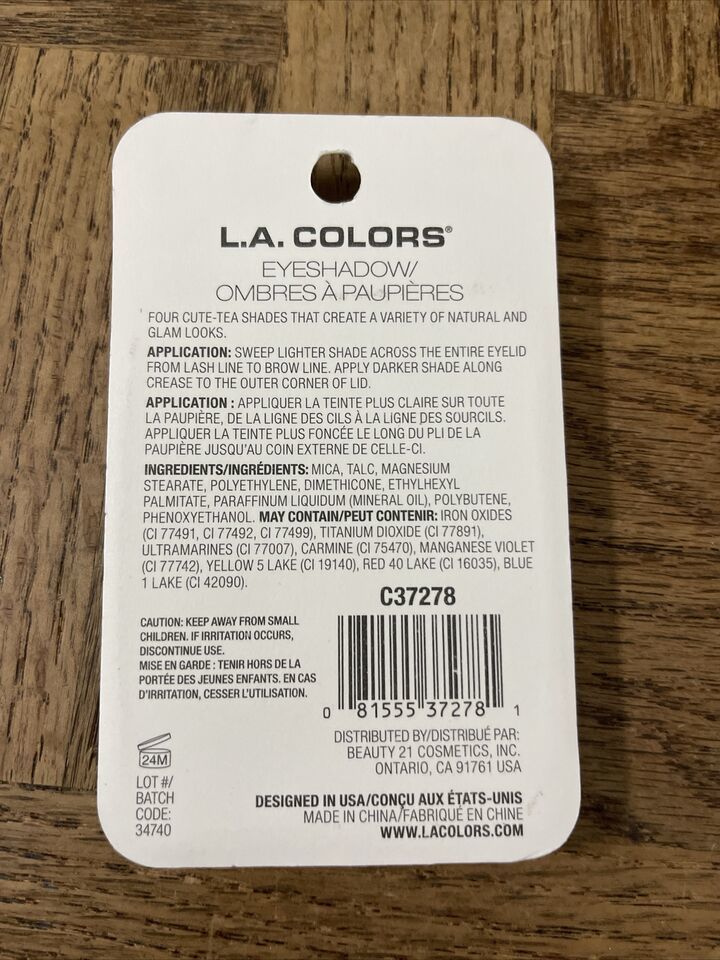 L.A. COLORS®
EYESHADOW/
OMBRES À PAUPIÈRES
FOUR CUTE-TEA SHADES THAT CREATE A VARIETY OF NATURAL AND
GLAM LOOKS.
APPLICATION: SWEEP LIGHTER SHADE ACROSS THE ENTIRE EYELID
FROM LASH LINE TO BROW LINE. APPLY DARKER SHADE ALONG
CREASE TO THE OUTER CORNER OF LID.
APPLICATION : APPLIQUER LA TEINTE PLUS CLAIRE SUR TOUTE
LA PAUPIÈRE, DE LA LIGNE DES CILS À LA LIGNE DES SOURCILS.
APPLIQUER LA TEINTE PLUS FONCÉE LE LONG DU PLI DE LA
PAUPIÈRE JUSQU'AU COIN EXTERNE DE CELLE-CI.
INGREDIENTS/INGRÉDIENTS: MICA, TALC, MAGNESIUM
STEARATE, POLYETHYLENE, DIMETHICONE, ETHYLHEXYL
PALMITATE, PARAFFINUM LIQUIDUM (MINERAL OIL), POLYBUTENE,
PHENOXYETHANOL. MAY CONTAIN/PEUT CONTENIR: IRON OXIDES
(CI 77491, CI 77492, CI 77499), TITANIUM DIOXIDE (CI 77891),
ULTRAMARINES (CI 77007), CARMINE (CI 75470), MANGANESE VIOLET
(CI 77742), YELLOW 5 LAKE (CI 19140), RED 40 LAKE (CI 16035), BLUE
1 LAKE (CI 42090).
C37278
CAUTION: KEEP AWAY FROM SMALL
CHILDREN. IF IRRITATION OCCURS,
DISCONTINUE USE.
MISE EN GARDE : TENIR HORS DE LA
PORTÉE DES JEUNES ENFANTS. EN CAS
D'IRRITATION, CESSER L'UTILISATION.
0 81555 37278 1
DISTRIBUTED BY/DISTRIBUÉ PAR:
BEAUTY 21 COSMETICS, INC.
ONTARIO, CA 91761 USA
24M
LOT #/
BATCH
CODE:
34740
DESIGNED IN USA/CONÇU AUX ÉTATS-UNIS
MADE IN CHINA/FABRIQUÉ EN CHINE
WWW.LACOLORS.COM